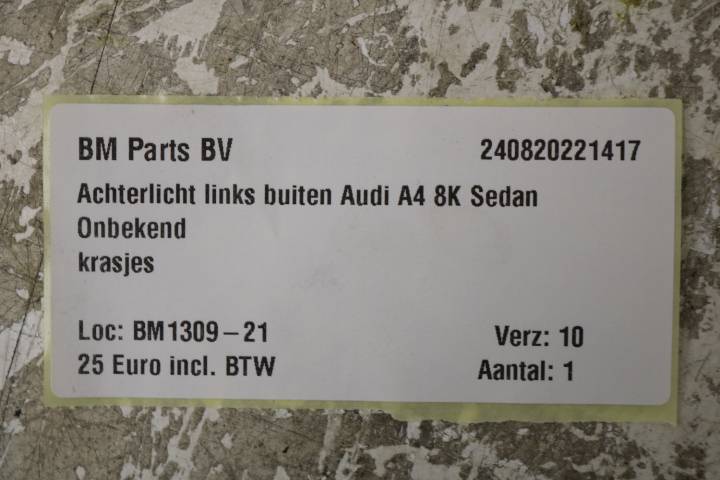 BM Parts BV 240820221417
Achterlicht links buiten Audi A4 8K Sedan
Onbekend
krasjes
Loc: BM1309-21 Verz: 10
25 Euro incl. BTW Aantal: 1